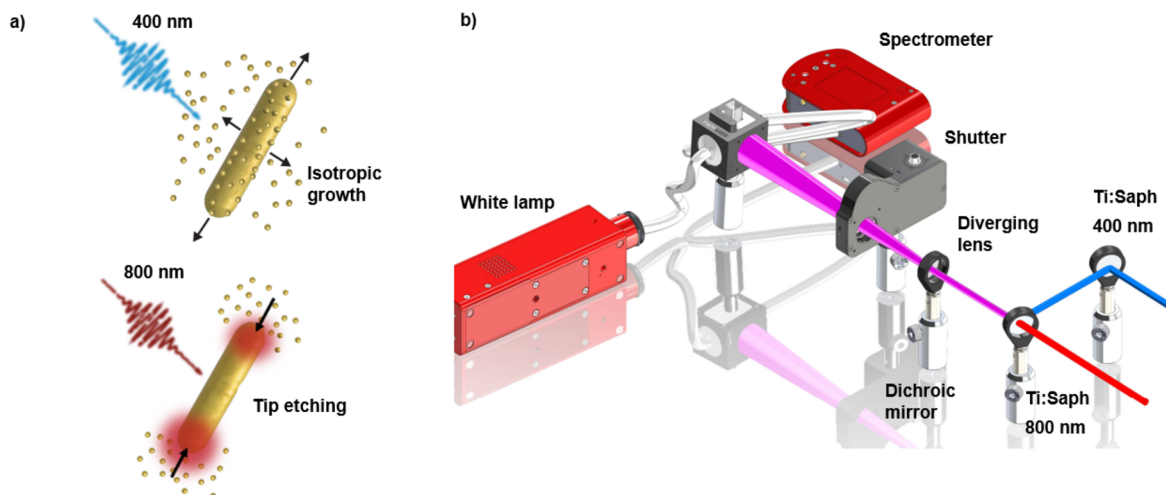 a)
400 nm
Isotropic
growth
800 nm
Tip etching
b)
Spectrometer
Shutter
White lamp
Diverging
lens
Ti:Saph
400 nm
Dichroic
mirror
Ti:Saph
800 nm